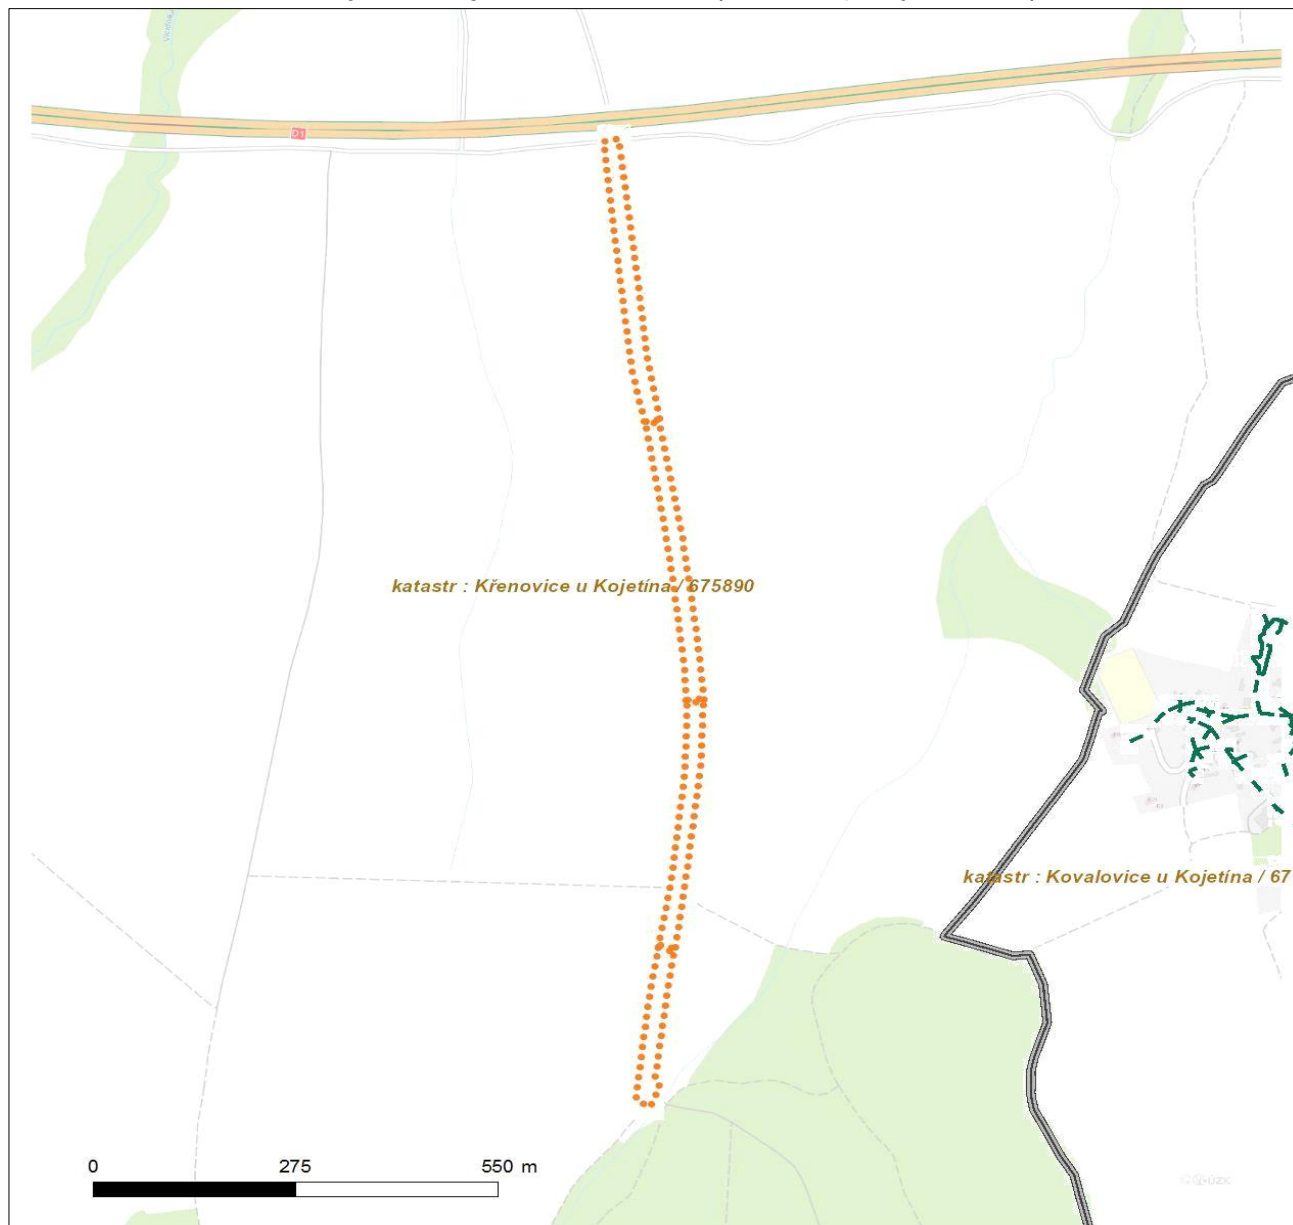 D1
katastr : Křenovice u Kojetína / 675890
katastr : Kovalovice u Kojetína / 67
0 275 550 m